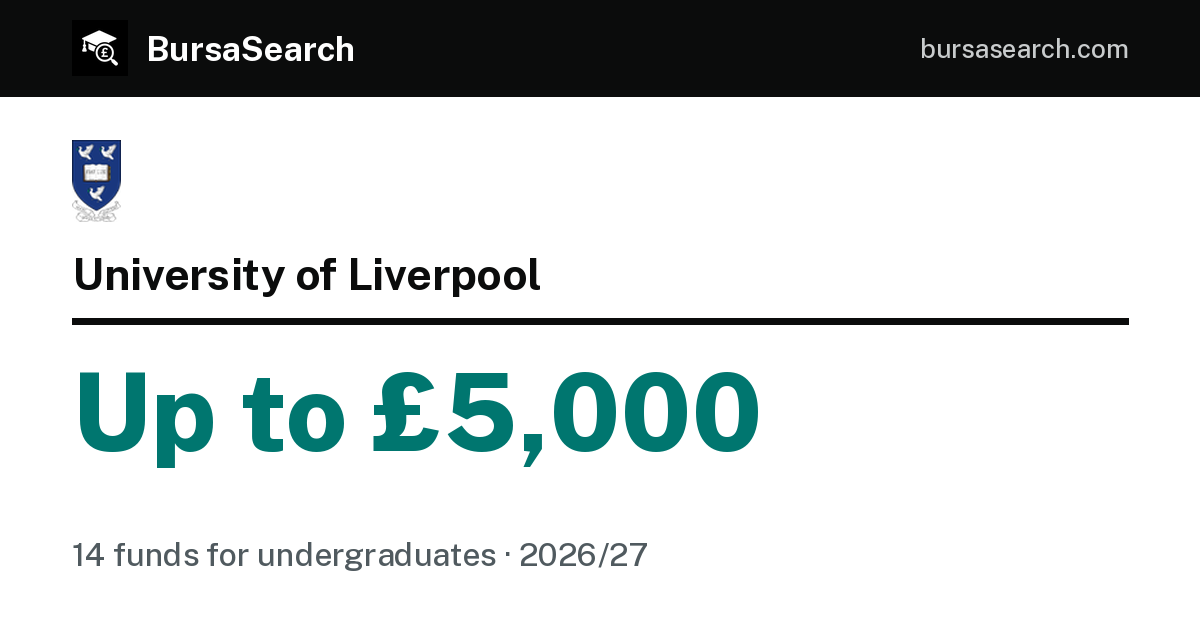 BursaSearch
bursasearch.com
University of Liverpool
Up to £5,000
14 funds for undergraduates · 2026/27